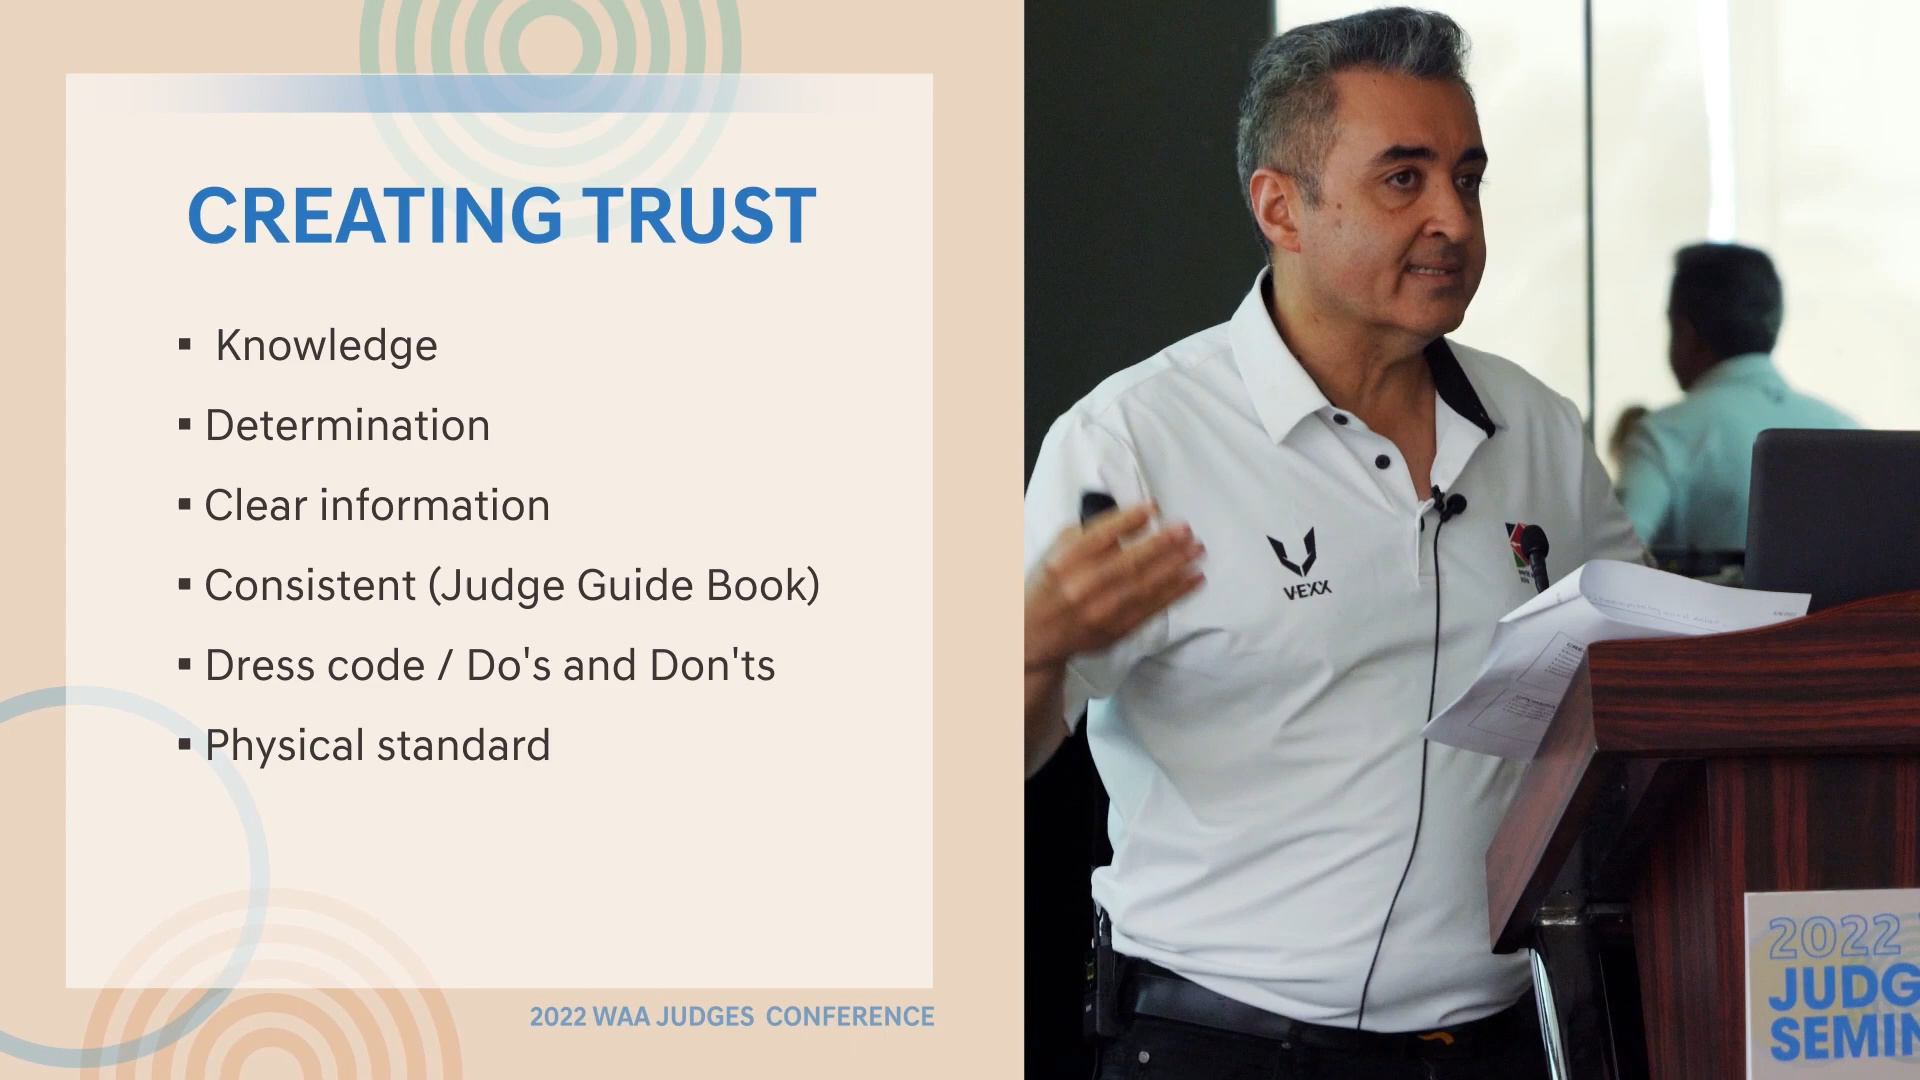 CREATING TRUST
▪ Knowledge
▪ Determination
▪ Clear information
▪ Consistent (Judge Guide Book)
▪ Dress code / Do's and Don'ts
▪ Physical standard
2022 WAA JUDGES CONFERENCE
VEXX
2022
JUDG
SEMIN